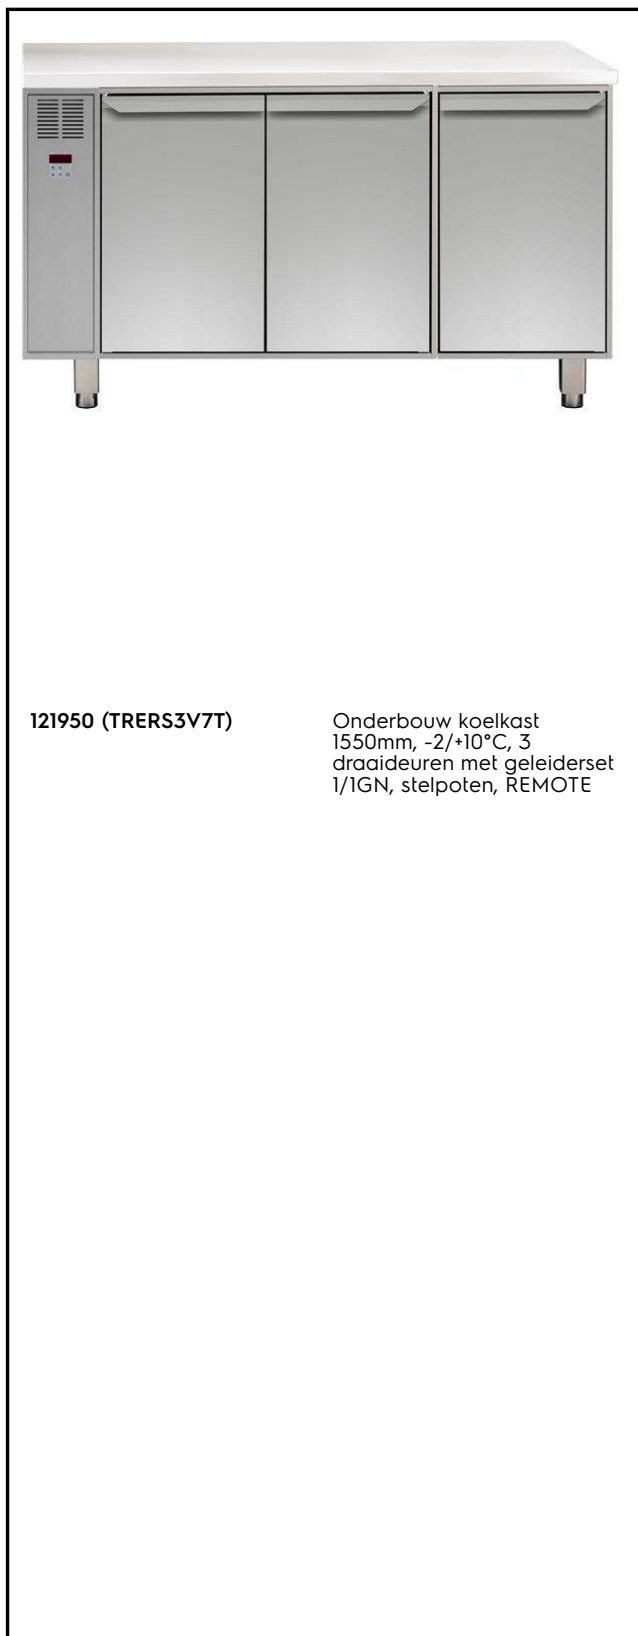 121950 (TRERS3V7T)
Onderbouw koelkast
1550mm, -2/+10°C, 3
draaideuren met geleiderset
1/1GN, stelpoten, REMOTE